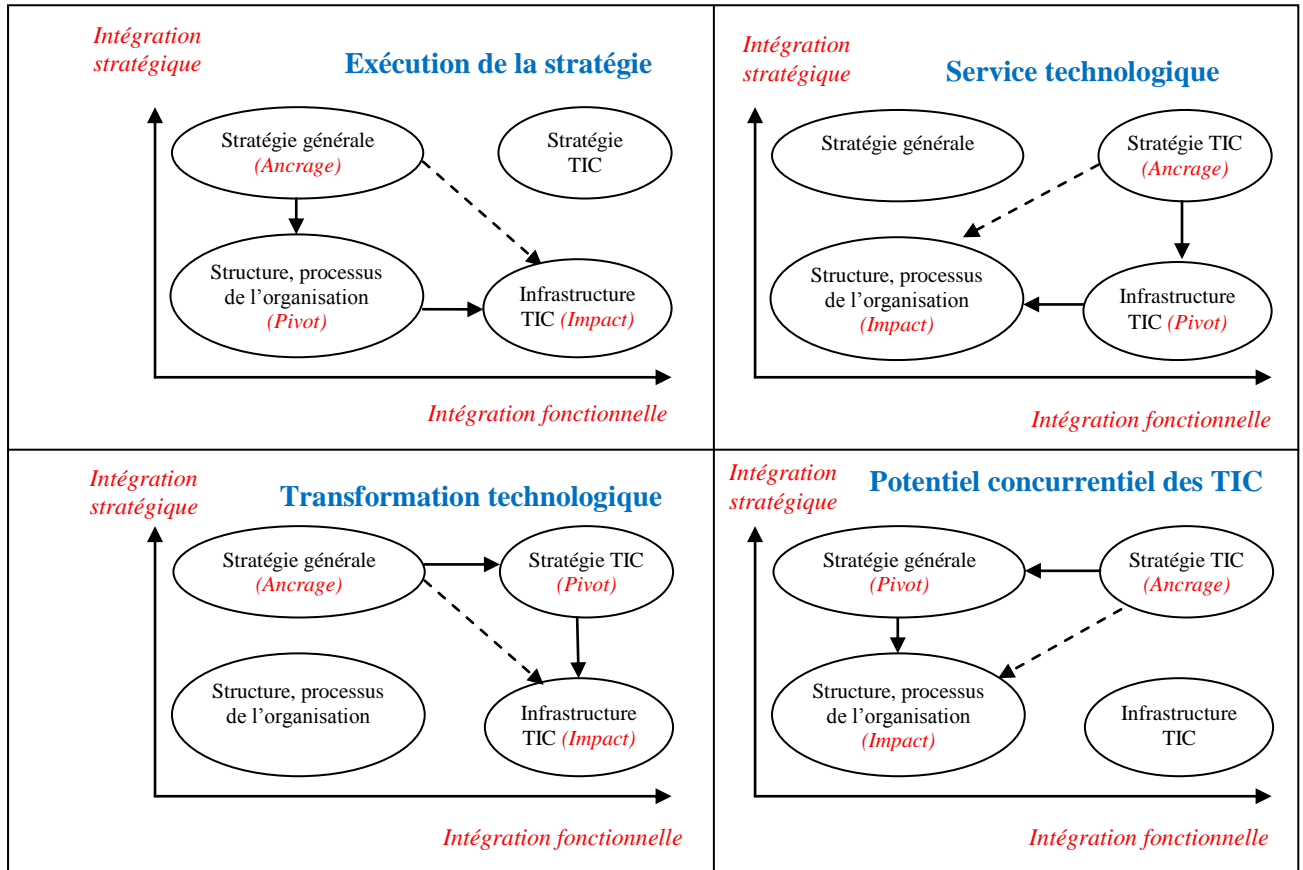 Intégration
stratégique
Exécution de la stratégie
Stratégie générale
(Ancrage)
Stratégie
TIC
Structure, processus
de l’organisation
(Pivot)
Infrastructure
TIC (Impact)
Intégration fonctionnelle
Intégration
stratégique
Service technologique
Stratégie générale
Stratégie TIC
(Ancrage)
Structure, processus
de l’organisation
(Impact)
Infrastructure
TIC (Pivot)
Intégration fonctionnelle
Intégration
stratégique
Transformation technologique
Stratégie générale
(Ancrage)
Stratégie TIC
(Pivot)
Structure, processus
de l’organisation
Infrastructure
TIC (Impact)
Intégration fonctionnelle
Intégration
stratégique
Potentiel concurrentiel des TIC
Stratégie générale
(Pivot)
Stratégie TIC
(Ancrage)
Structure, processus
de l’organisation
(Impact)
Infrastructure
TIC
Intégration fonctionnelle